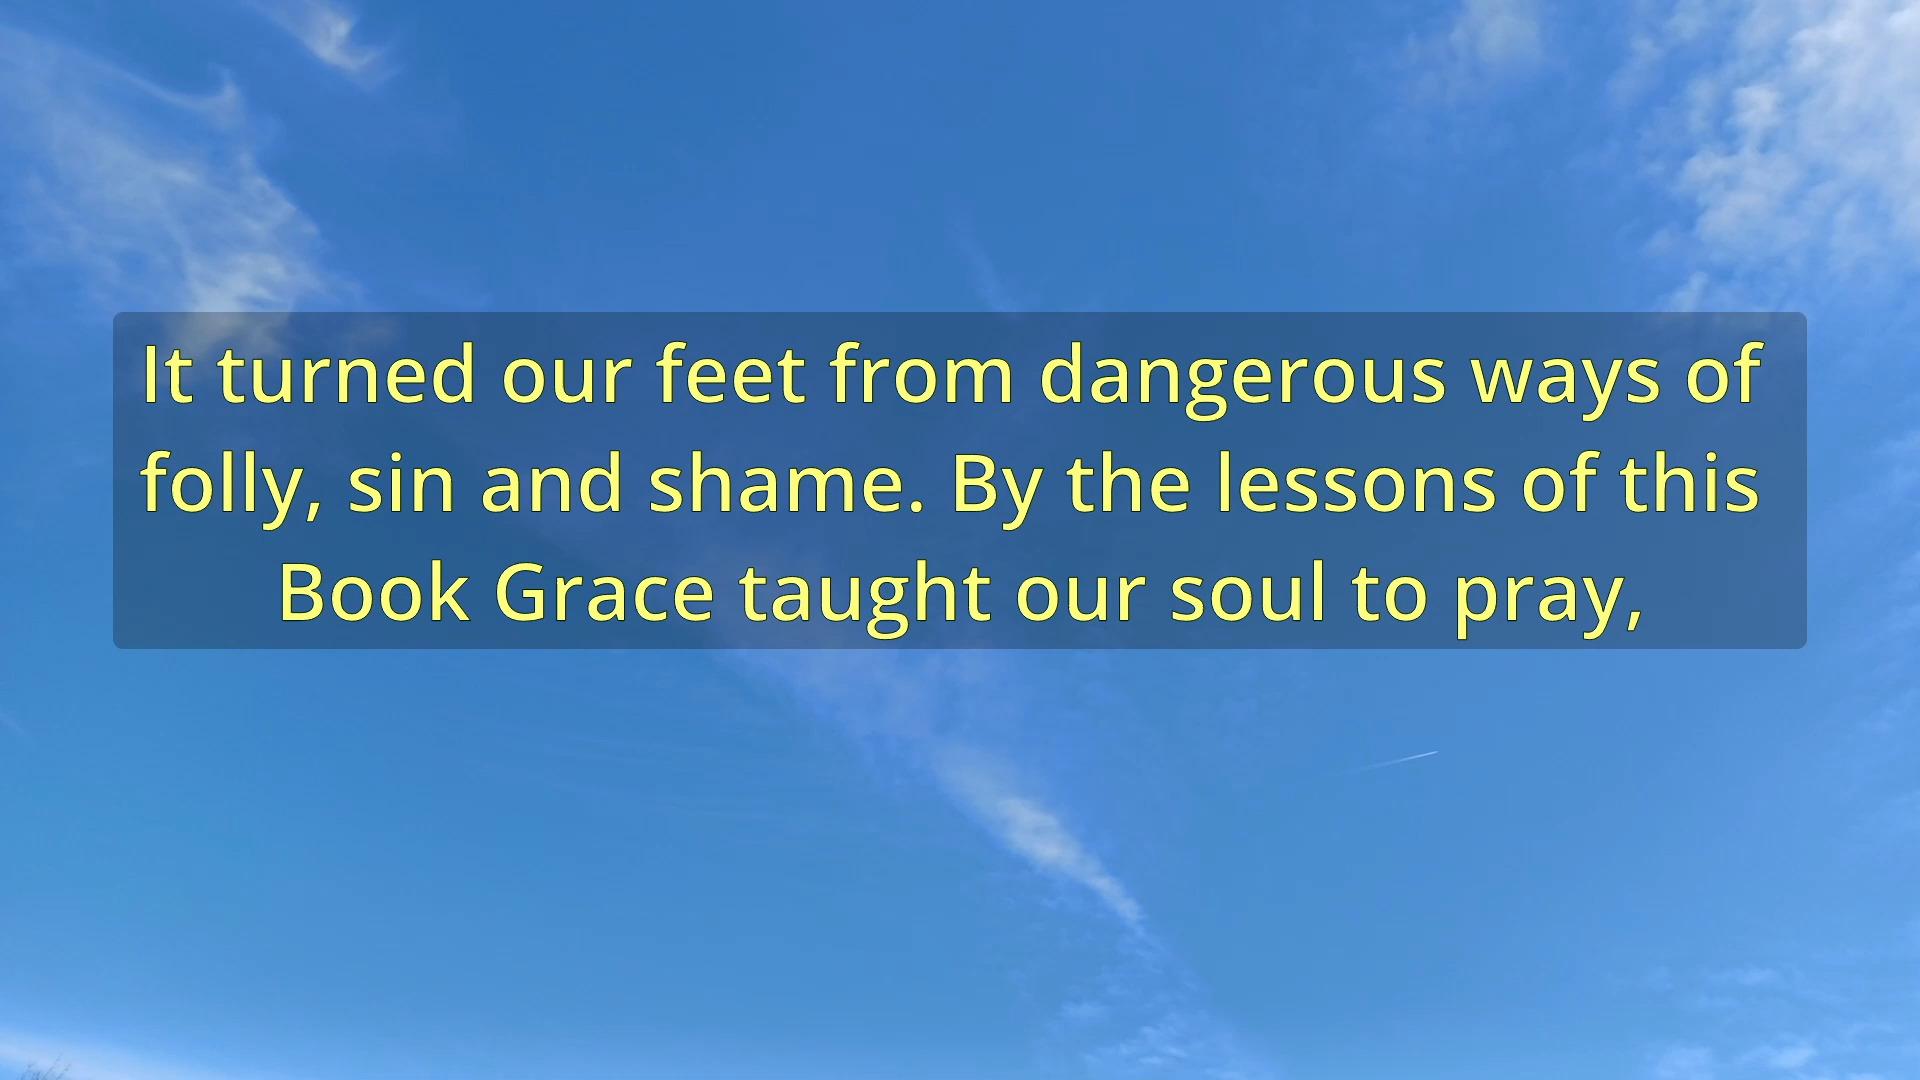 It turned our feet from dangerous ways of
folly, sin and shame. By the lessons of this
Book Grace taught our soul to pray,